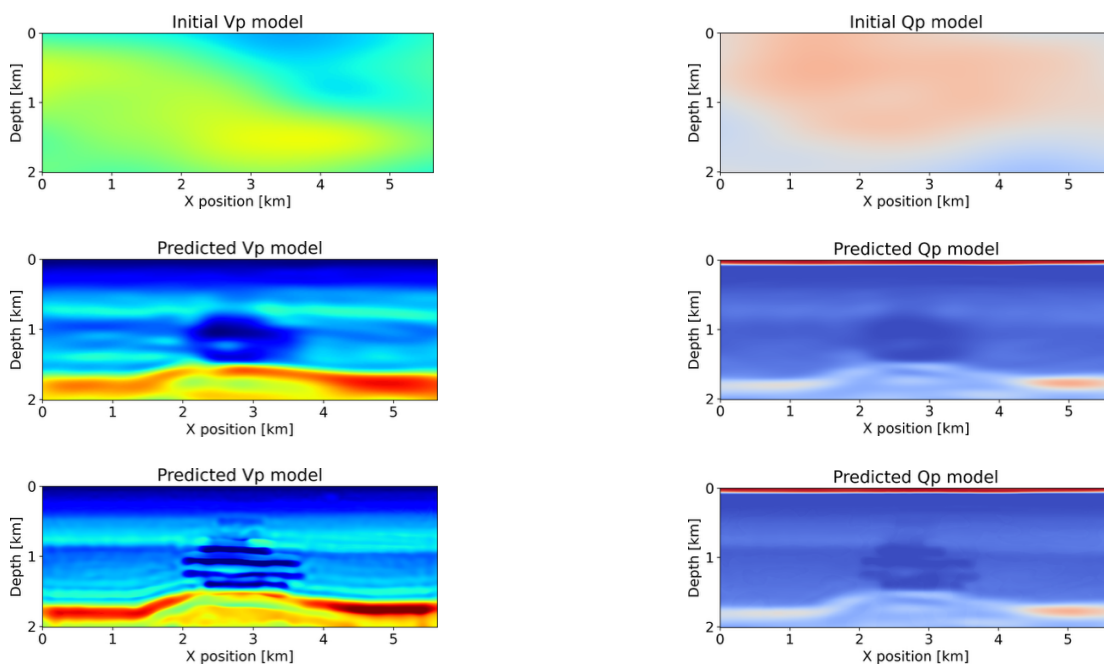 Initial Vp model
0
1
2
Depth [km]
0 1 2 3 4 5
X position [km]
Initial Qp model
0
1
2
Depth [km]
0 1 2 3 4 5
X position [km]
Predicted Vp model
0
1
2
Depth [km]
0 1 2 3 4 5
X position [km]
Predicted Qp model
0
1
2
Depth [km]
0 1 2 3 4 5
X position [km]
Predicted Vp model
0
1
2
Depth [km]
0 1 2 3 4 5
X position [km]
Predicted Qp model
0
1
2
Depth [km]
0 1 2 3 4 5
X position [km]